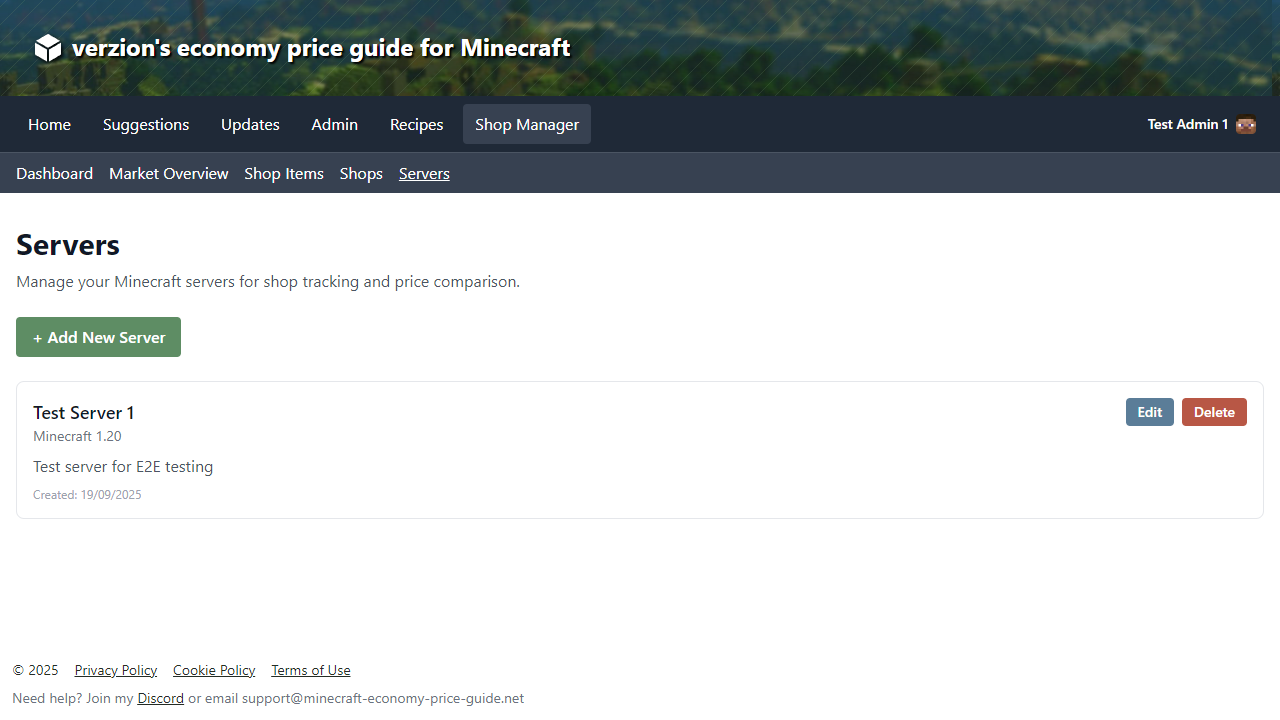 verzion's economy price guide for Minecraft
Home Suggestions Updates Admin Recipes Shop Manager Test Admin 1
Dashboard Market Overview Shop Items Shops Servers
Servers
Manage your Minecraft servers for shop tracking and price comparison.
+ Add New Server
Test Server 1 Edit Delete
Minecraft 1.20
Test server for E2E testing
Created: 19/09/2025
© 2025 Privacy Policy Cookie Policy Terms of Use
Need help? Join my Discord or email support@minecraft-economy-price-guide.net